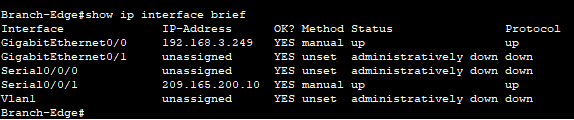 Branch-Edge#show ip interface brief
Interface              IP-Address      OK? Method Status                Protocol
GigabitEthernet0/0     192.168.3.249   YES manual up                    up
GigabitEthernet0/1     unassigned      YES unset  administratively down down
Serial0/0/0            unassigned      YES unset  administratively down down
Serial0/0/1            209.165.200.10  YES manual up                    up
Vlan1                  unassigned      YES unset  administratively down down
Branch-Edge#